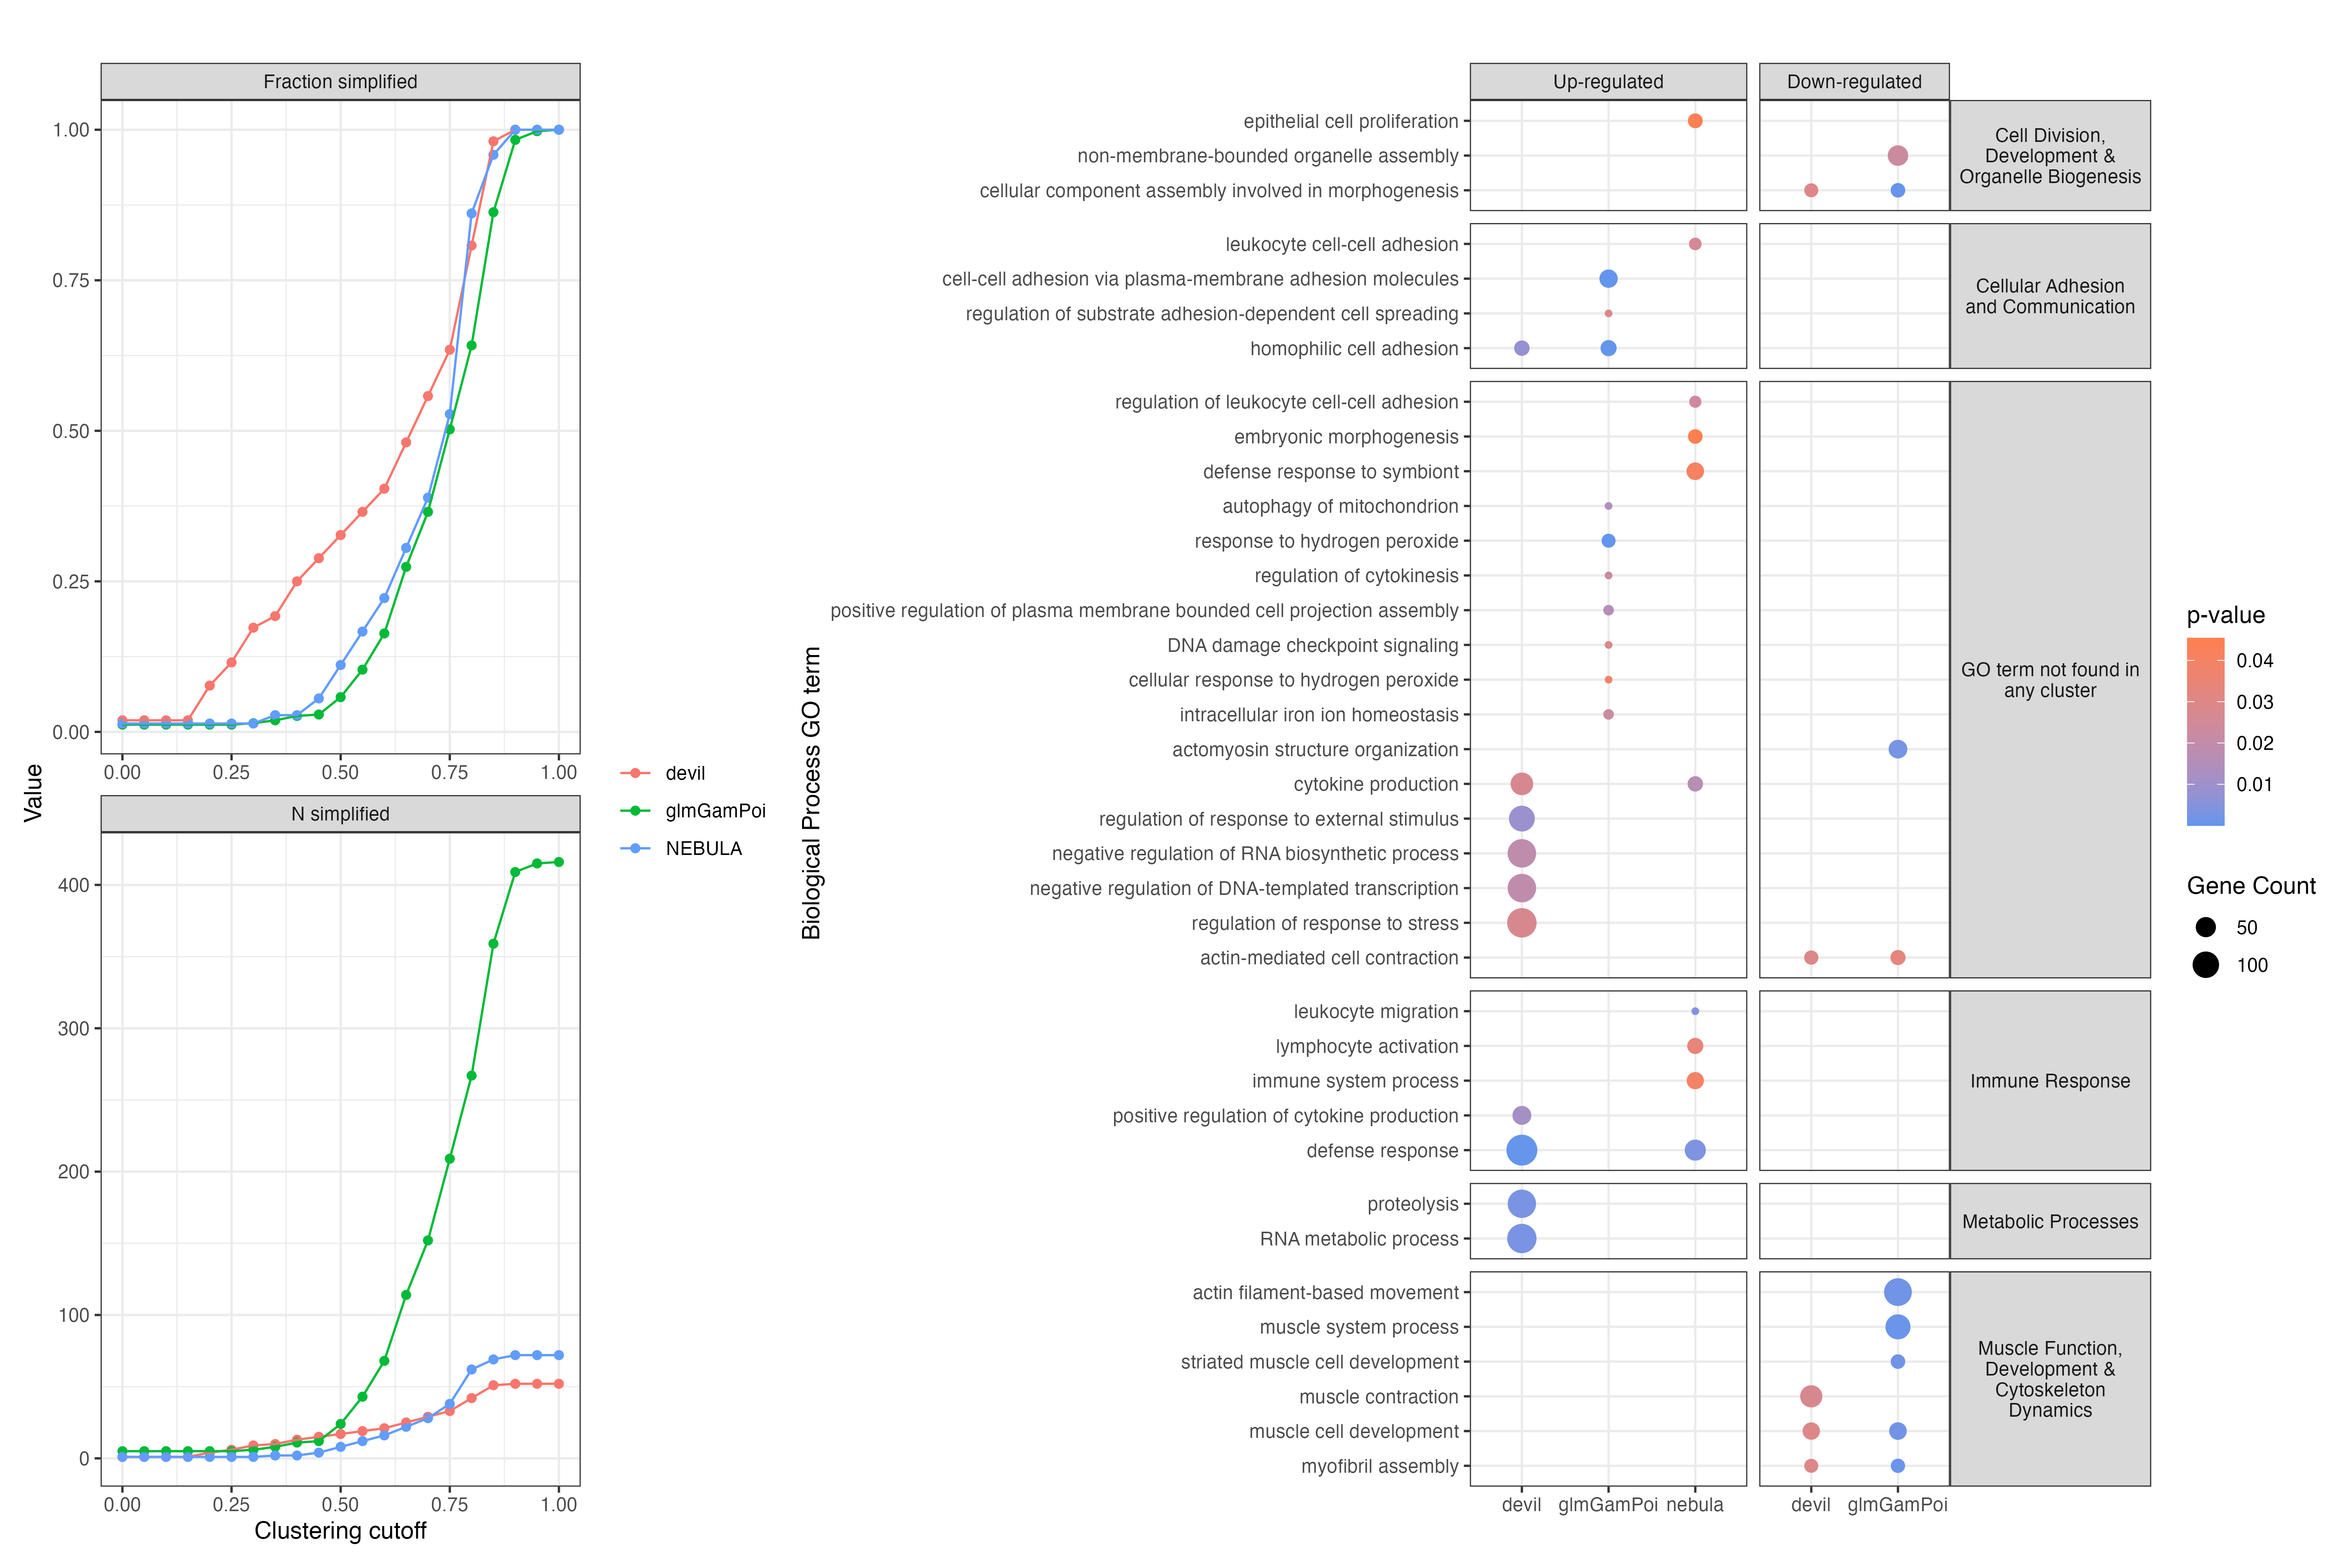 Fraction simplified
1.00
0.75
0.50
0.25
0.00
0.00 0.25 0.50 0.75 1.00
N simplified
400
300
200
100
0
0.00 0.25 0.50 0.75 1.00
Clustering cutoff
Value
devil
glmGamPoi
NEBULA
Biological Process GO term
Up-regulated
Down-regulated
epithelial cell proliferation
non-membrane-bounded organelle assembly
cellular component assembly involved in morphogenesis
Cell Division,
Development &
Organelle Biogenesis
leukocyte cell-cell adhesion
cell-cell adhesion via plasma-membrane adhesion molecules
regulation of substrate adhesion-dependent cell spreading
homophilic cell adhesion
Cellular Adhesion
and Communication
regulation of leukocyte cell-cell adhesion
embryonic morphogenesis
defense response to symbiont
autophagy of mitochondrion
response to hydrogen peroxide
regulation of cytokinesis
positive regulation of plasma membrane bounded cell projection assembly
DNA damage checkpoint signaling
cellular response to hydrogen peroxide
intracellular iron ion homeostasis
actomyosin structure organization
cytokine production
regulation of response to external stimulus
negative regulation of RNA biosynthetic process
negative regulation of DNA-templated transcription
regulation of response to stress
actin-mediated cell contraction
GO term not found in
any cluster
leukocyte migration
lymphocyte activation
immune system process
positive regulation of cytokine production
defense response
Immune Response
proteolysis
RNA metabolic process
Metabolic Processes
actin filament-based movement
muscle system process
striated muscle cell development
muscle contraction
muscle cell development
myofibril assembly
Muscle Function,
Development &
Cytoskeleton
Dynamics
devil glmGamPoi nebula
devil glmGamPoi
p-value
0.04
0.03
0.02
0.01
Gene Count
50
100